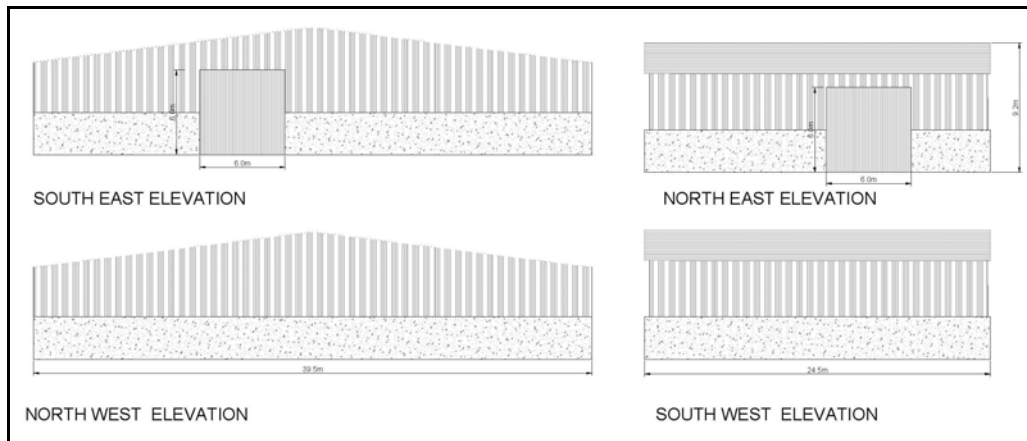 6.0m
6.0m
SOUTH EAST ELEVATION
6.0m
9.2m
6.0m
NORTH EAST ELEVATION
39.5m
NORTH WEST ELEVATION
24.5m
SOUTH WEST ELEVATION